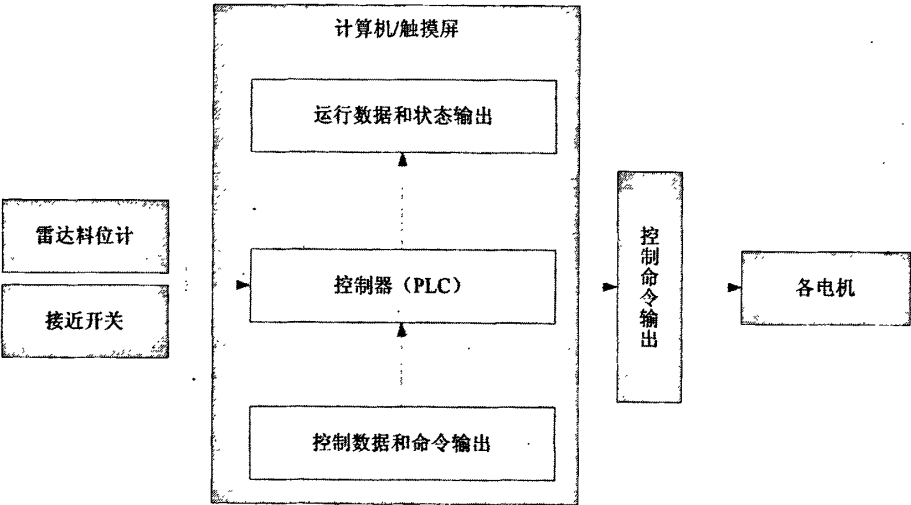 计算机/触摸屏
运行数据和状态输出
雷达料位计
接近开关
控制器（PLC）
控制数据和命令输出
控制命令输出
各电机